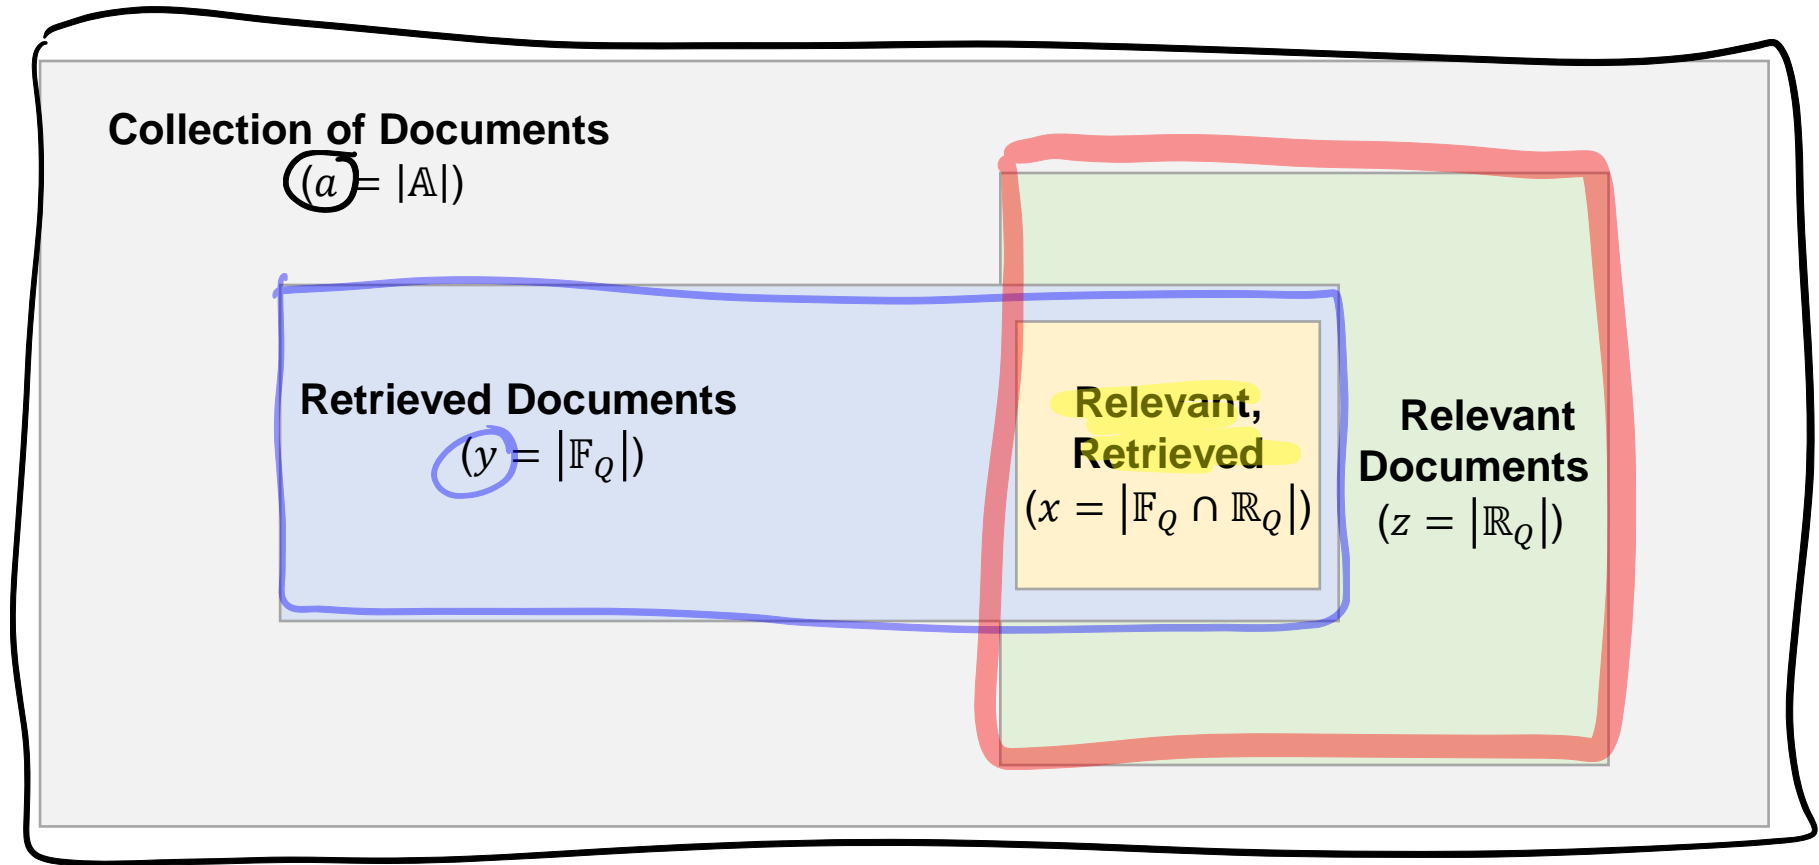 Collection of Documents
(𝑎 = |𝔸|)
Retrieved Documents
(𝑦 = |𝔽_𝑄|)
Relevant,
Retrieved
(𝑥 = |𝔽_𝑄 ∩ ℝ_𝑄|)
Relevant
Documents
(𝑧 = |ℝ_𝑄|)